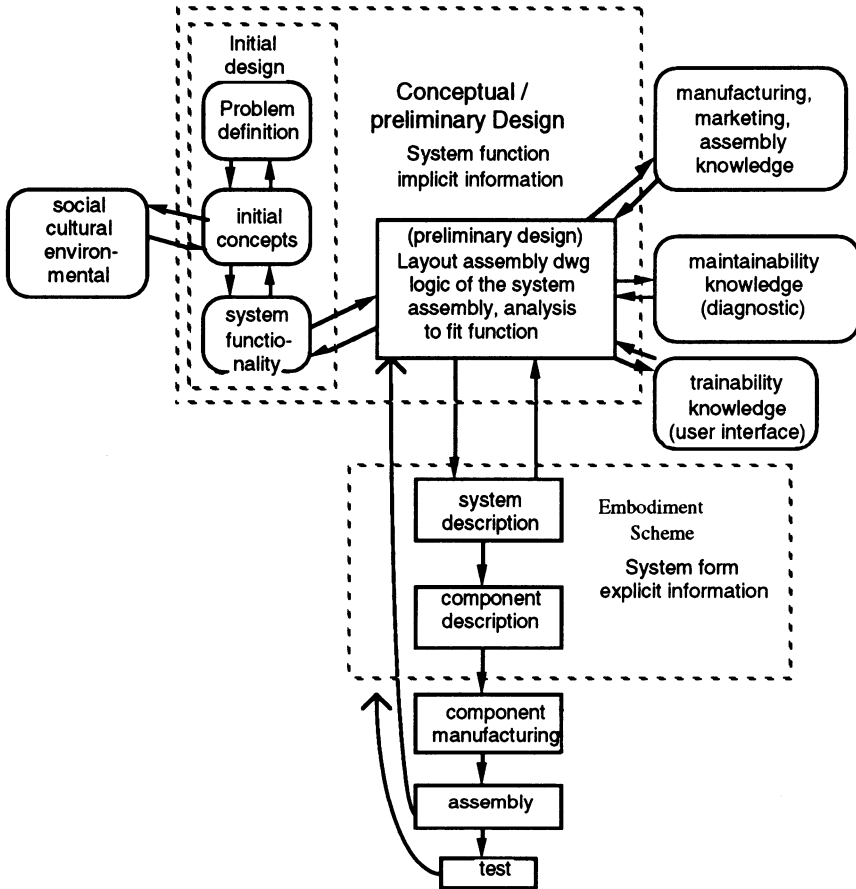 Initial
design
Problem
definition
initial
concepts
system
functio-
nality
social
cultural
environ-
mental
Conceptual /
preliminary Design
System function
implicit information
(preliminary design)
Layout assembly dwg
logic of the system
assembly, analysis
to fit function
manufacturing,
marketing,
assembly
knowledge
maintainability
knowledge
(diagnostic)
trainability
knowledge
(user interface)
system
description
component
description
Embodiment
Scheme
System form
explicit information
component
manufacturing
assembly
test